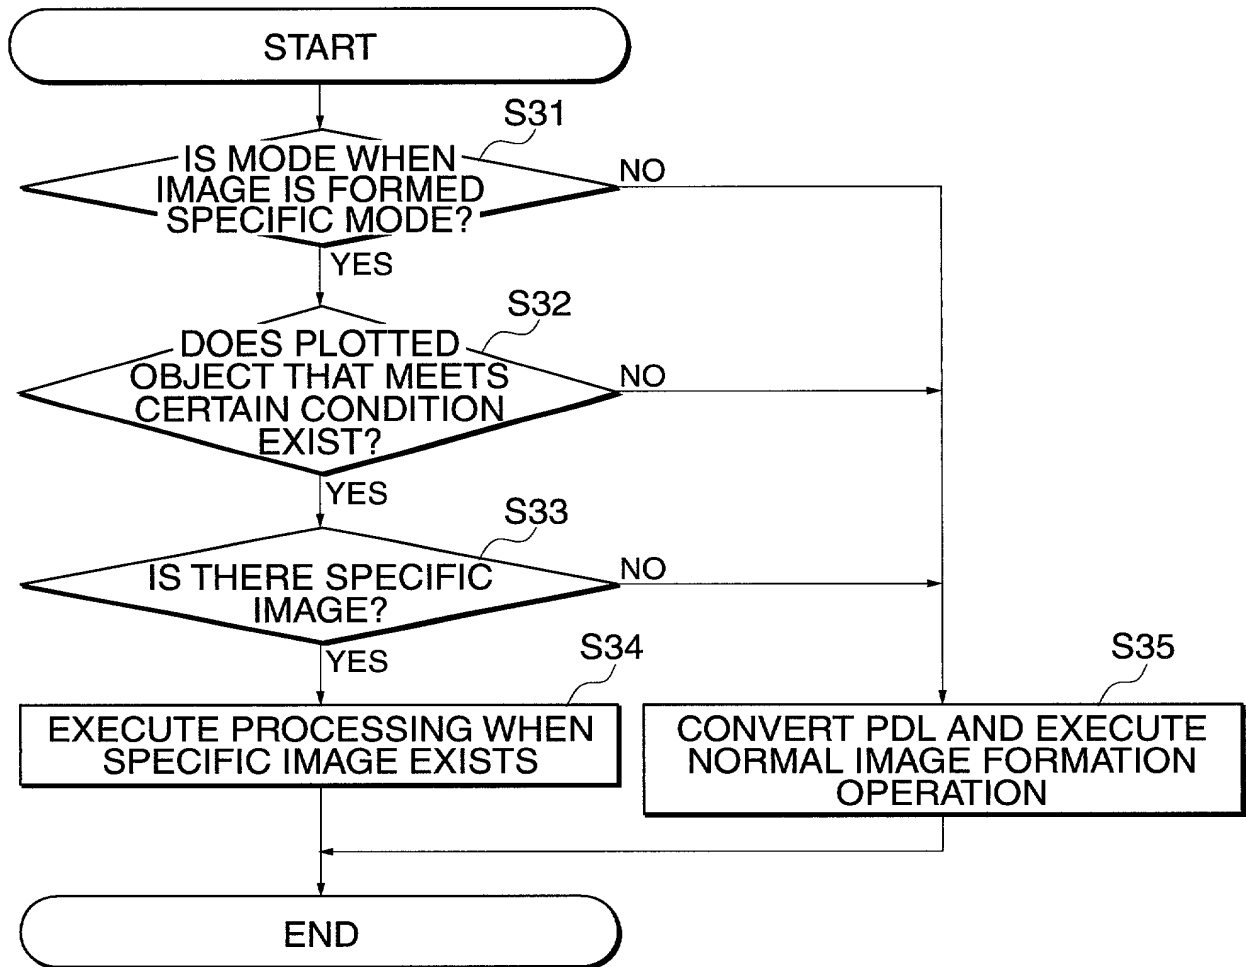 START
S31
IS MODE WHEN
IMAGE IS FORMED
SPECIFIC MODE?
NO
YES
S32
DOES PLOTTED
OBJECT THAT MEETS
CERTAIN CONDITION
EXIST?
NO
YES
S33
IS THERE SPECIFIC
IMAGE?
NO
YES
S34
EXECUTE PROCESSING WHEN
SPECIFIC IMAGE EXISTS
S35
CONVERT PDL AND EXECUTE
NORMAL IMAGE FORMATION
OPERATION
END